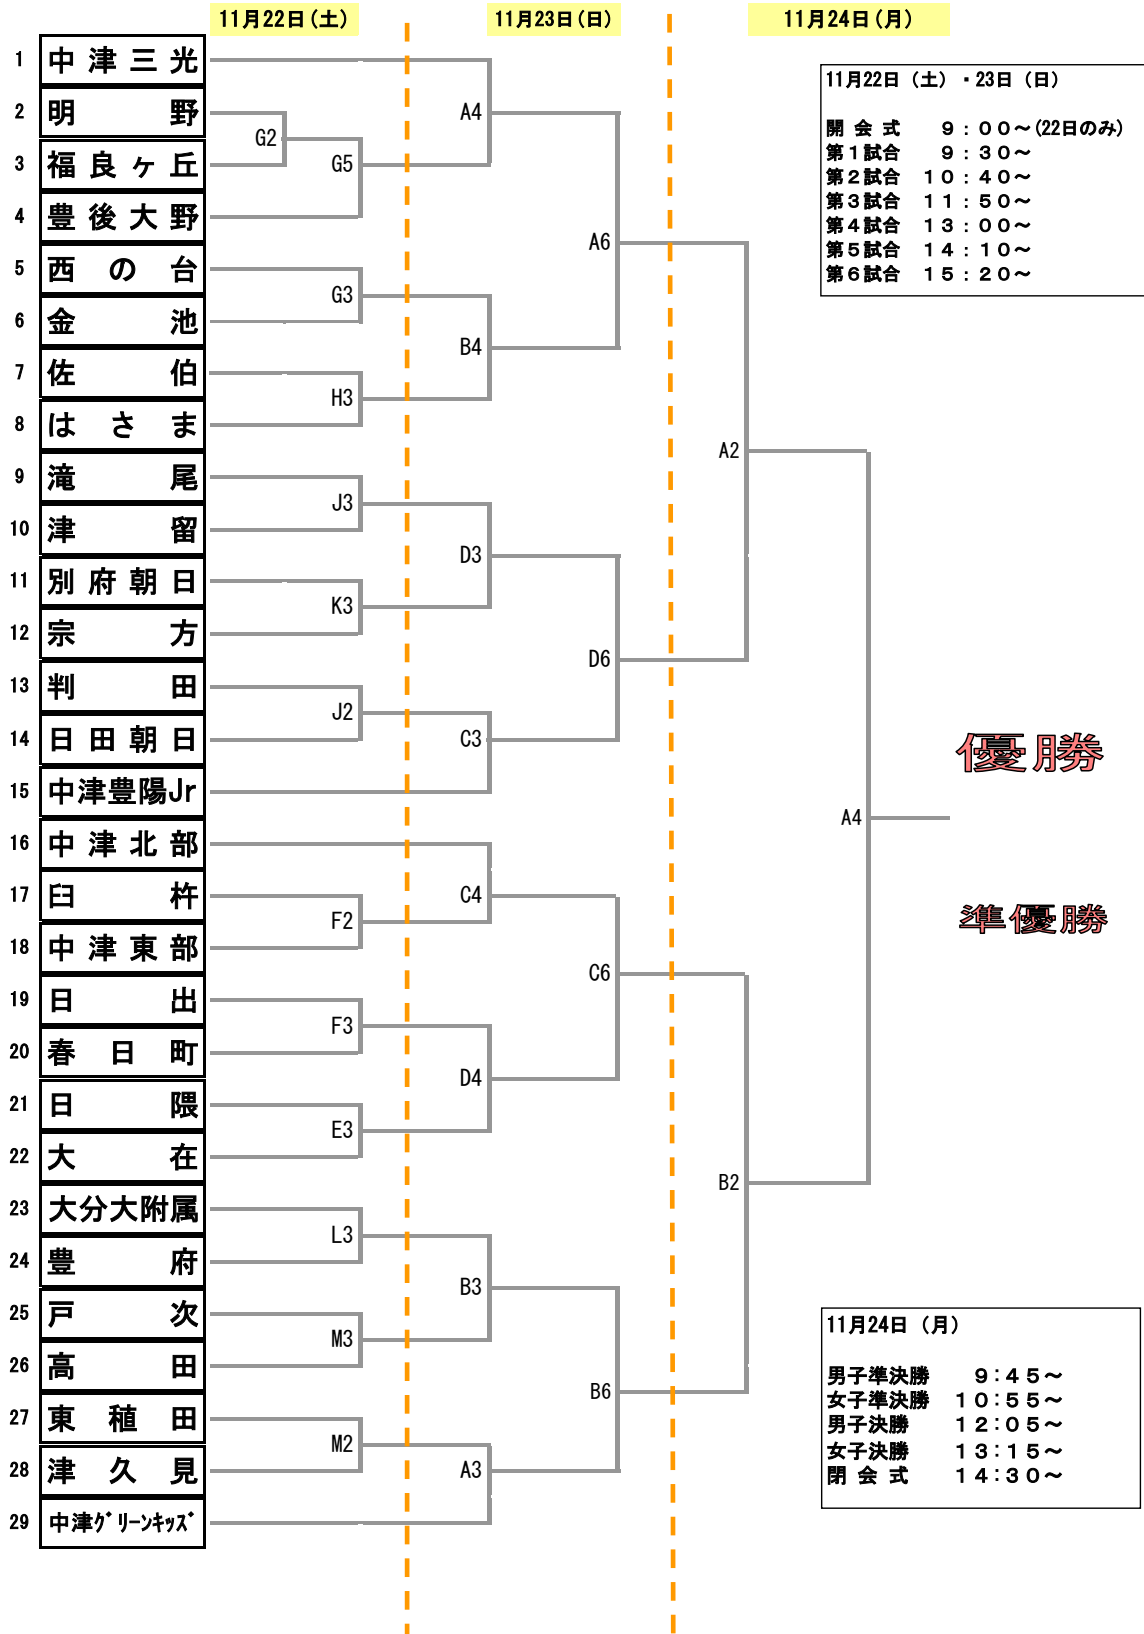 11月22日(土)
11月23日(日)
11月24日(月)
1 中津三光
2 明野
3 福良ヶ丘
4 豊後大野
5 西の台
6 金池
7 佐伯
8 はさま
9 滝尾
10 津留
11 別府朝日
12 宗方
13 判田
14 日田朝日
15 中津豊陽Jr
16 中津北部
17 臼杵
18 中津東部
19 日出
20 春日町
21 日隈
22 大在
23 大分大附属
24 豊府
25 戸次
26 高田
27 東稙田
28 津久見
29 中津グリーンキッズ
G2
G5
G3
H3
J3
K3
J2
F2
F3
E3
L3
M3
M2
A4
B4
D3
C3
C4
D4
B3
A3
A6
D6
C6
B6
A2
B2
A4
11月22日(土)・23日(日)
開会式 9:00～(22日のみ)
第1試合 9:30～
第2試合 10:40～
第3試合 11:50～
第4試合 13:00～
第5試合 14:10～
第6試合 15:20～
優勝
準優勝
11月24日(月)
男子準決勝 9:45～
女子準決勝 10:55～
男子決勝 12:05～
女子決勝 13:15～
閉会式 14:30～